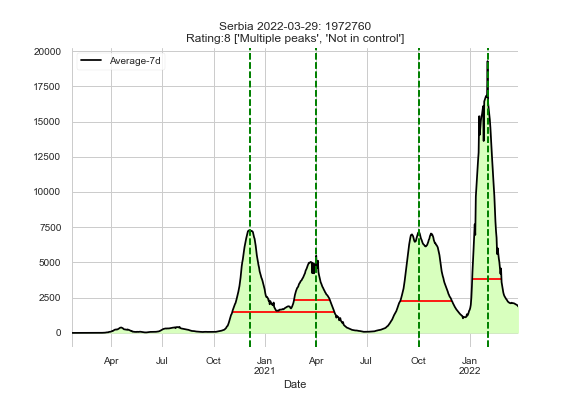 Serbia 2022-03-29: 1972760
Rating:8 ['Multiple peaks', 'Not in control']
Average-7d
20000
17500
15000
12500
10000
7500
5000
2500
0
Apr Jul Oct Jan Apr Jul Oct Jan
2021 2022
Date